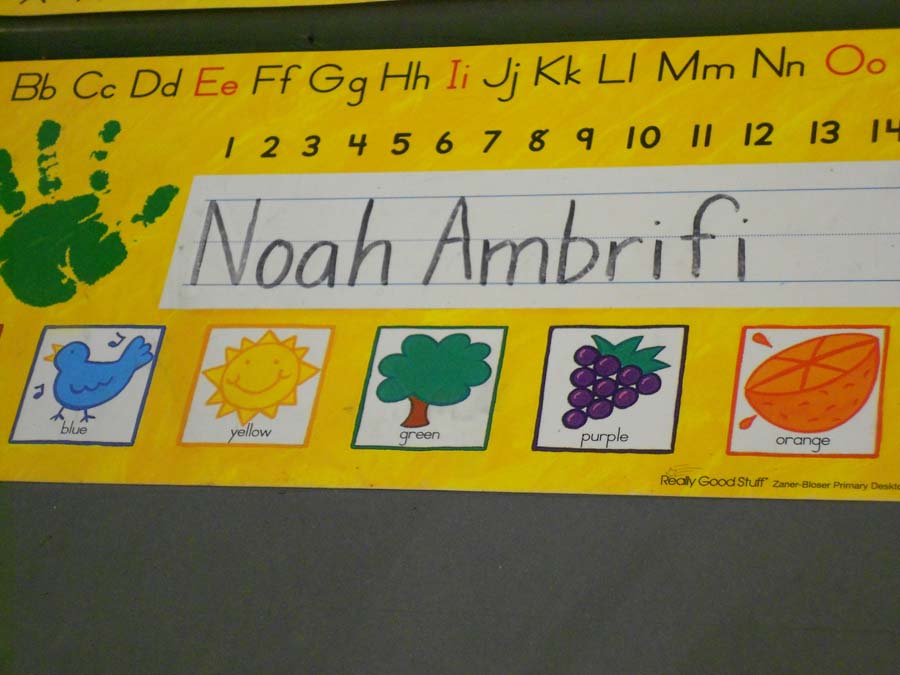 Bb Cc Dd Ee Ff Gg Hh Ii Jj Kk Ll Mm Nn Oo
1 2 3 4 5 6 7 8 9 10 11 12 13 14
Noah Ambrifi
blue yellow green purple orange
Really Good Stuff Zaner-Bloser Primary Deskto